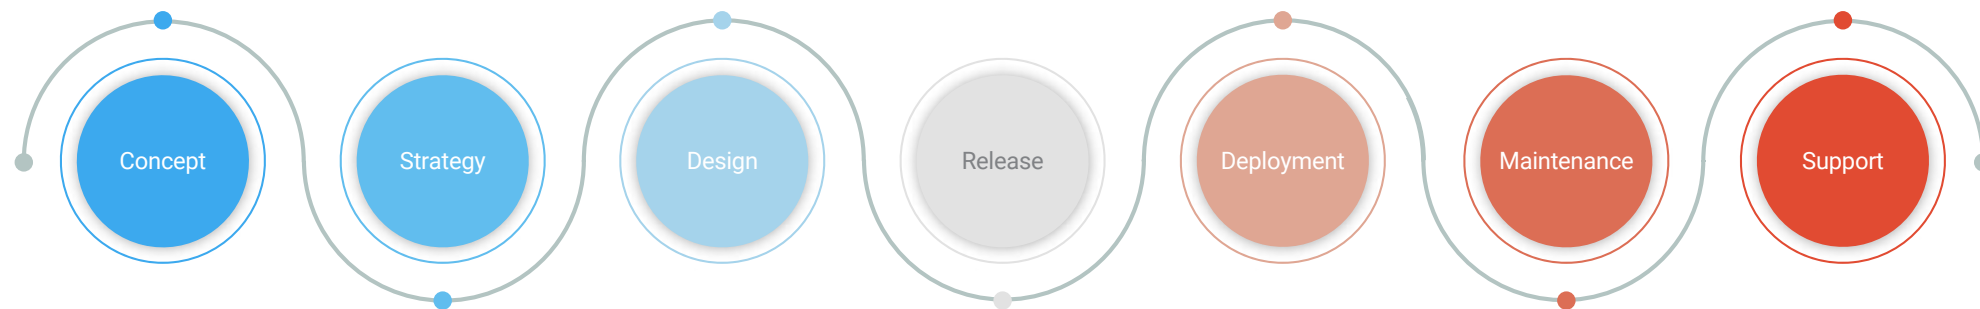 Concept
Strategy
Design
Release
Deployment
Maintenance
Support